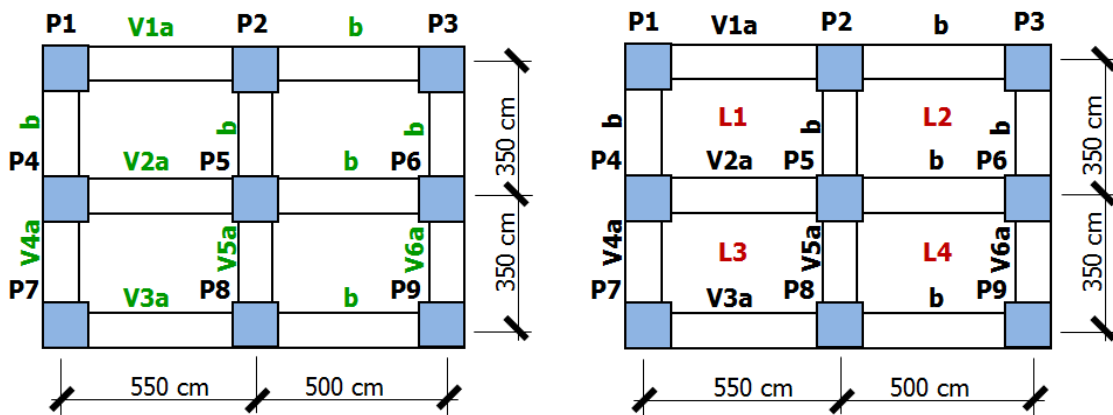 P1 V1a P2 b P3
b b b 350 cm
P4 V2a P5 b P6
V4a V5a V6a 350 cm
P7 V3a P8 b P9
550 cm 500 cm
P1 V1a P2 b P3
b L1 b L2 b 350 cm
P4 V2a P5 b P6
V4a L3 V5a L4 V6a 350 cm
P7 V3a P8 b P9
550 cm 500 cm